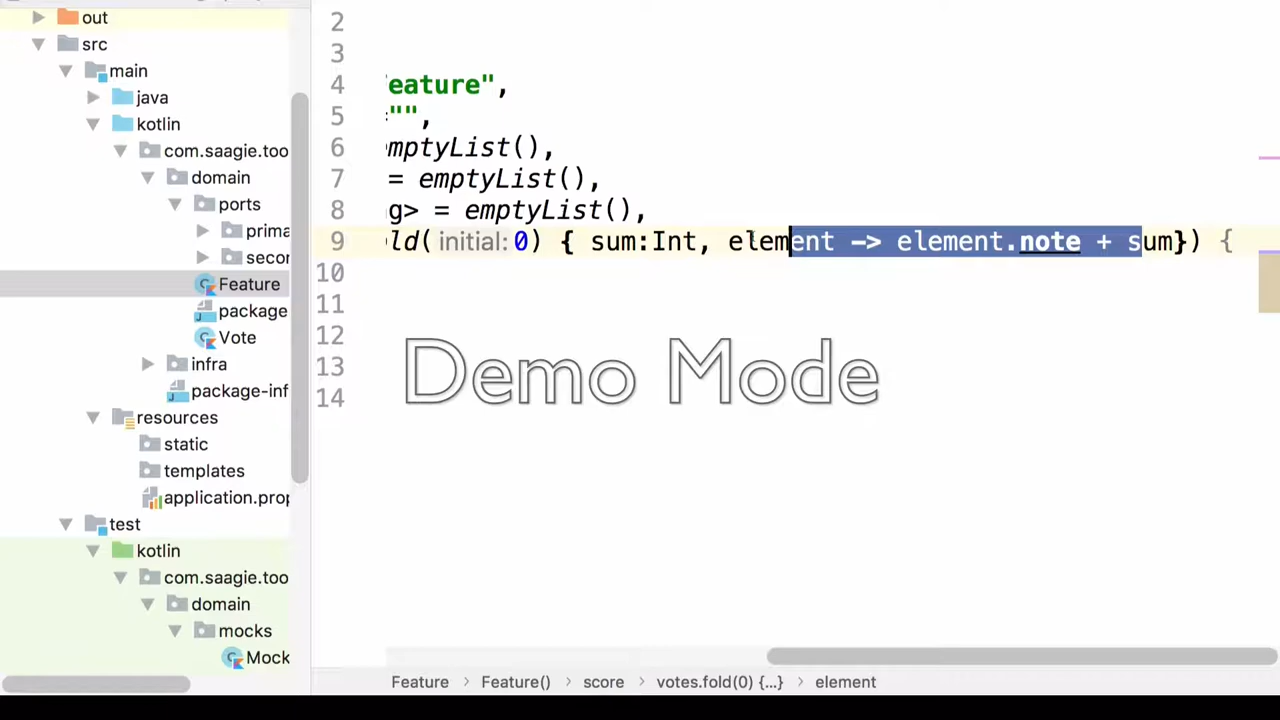 out
src
main
java
kotlin
com.saagie.too
domain
ports
prima
secor
Feature
package
Vote
infra
package-inf
resources
static
templates
application.prop
test
kotlin
com.saagie.too
domain
mocks
Mock
2
3
4 eature",
5 ="",
6 mptyList(),
7 = emptyList(),
8 g> = emptyList(),
9 ld( initial: 0) { sum:Int, element -> element.note + sum}) {
10
11
12
13
14
Demo Mode
Feature > Feature() > score > votes.fold(0) {...} > element